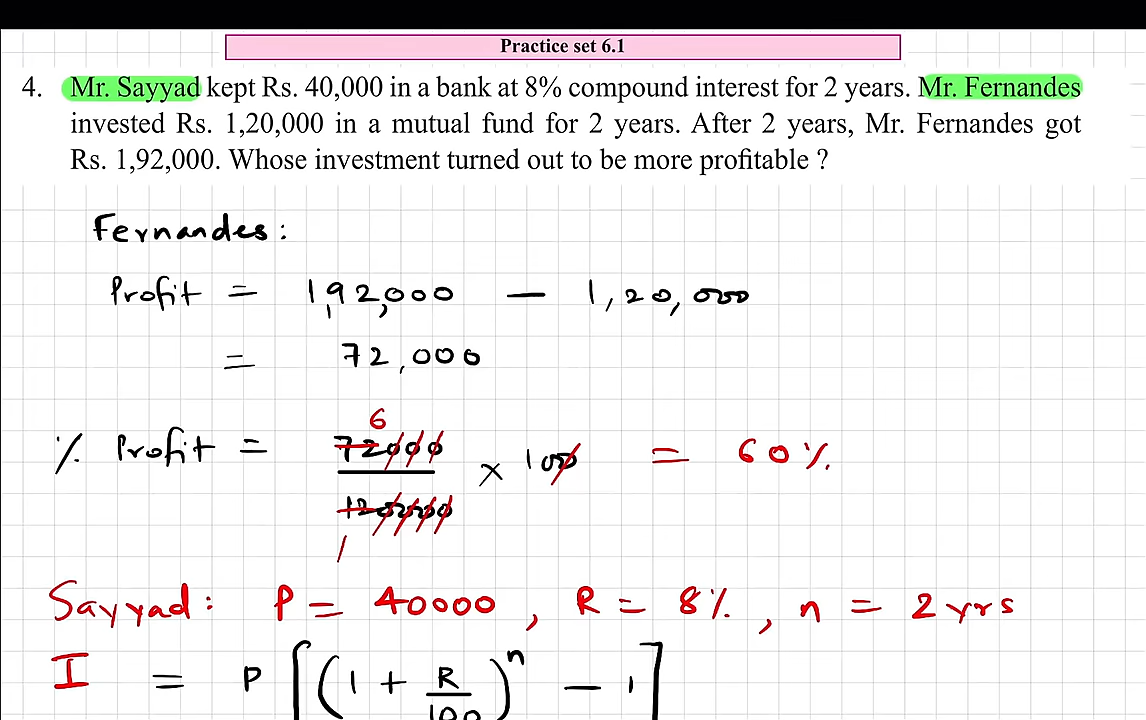 Practice set 6.1
4. Mr. Sayyad kept Rs. 40,000 in a bank at 8% compound interest for 2 years. Mr. Fernandes
invested Rs. 1,20,000 in a mutual fund for 2 years. After 2 years, Mr. Fernandes got
Rs. 1,92,000. Whose investment turned out to be more profitable ?
Fernandes:
Profit = 1,92,000 — 1,20,000
= 72,000
% Profit = 72000/120000 × 100 = 60%
6
1
Sayyad: P = 40000, R = 8%, n = 2 yrs
I = P[(1 + R/100)^n − 1]